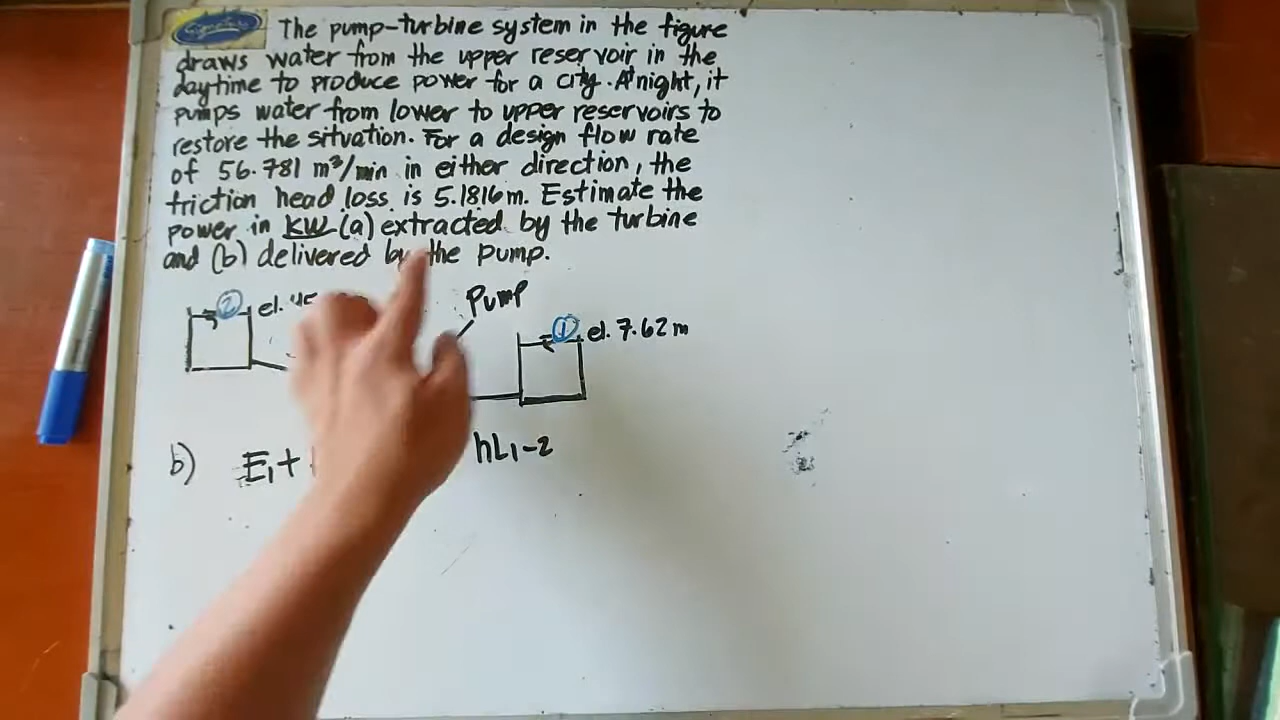 Signature The pump-turbine system in the figure
draws water from the upper reservoir in the
daytime to produce power for a city. At night, it
pumps water from lower to upper reservoirs to
restore the situation. For a design flow rate
of 56.781 m³/min in either direction, the
friction head loss is 5.1816m. Estimate the
power in kW (a) extracted by the turbine
and (b) delivered by the pump.
② el. 45
Pump
① el. 7.62 m
b) E₁ +
hL₁-₂